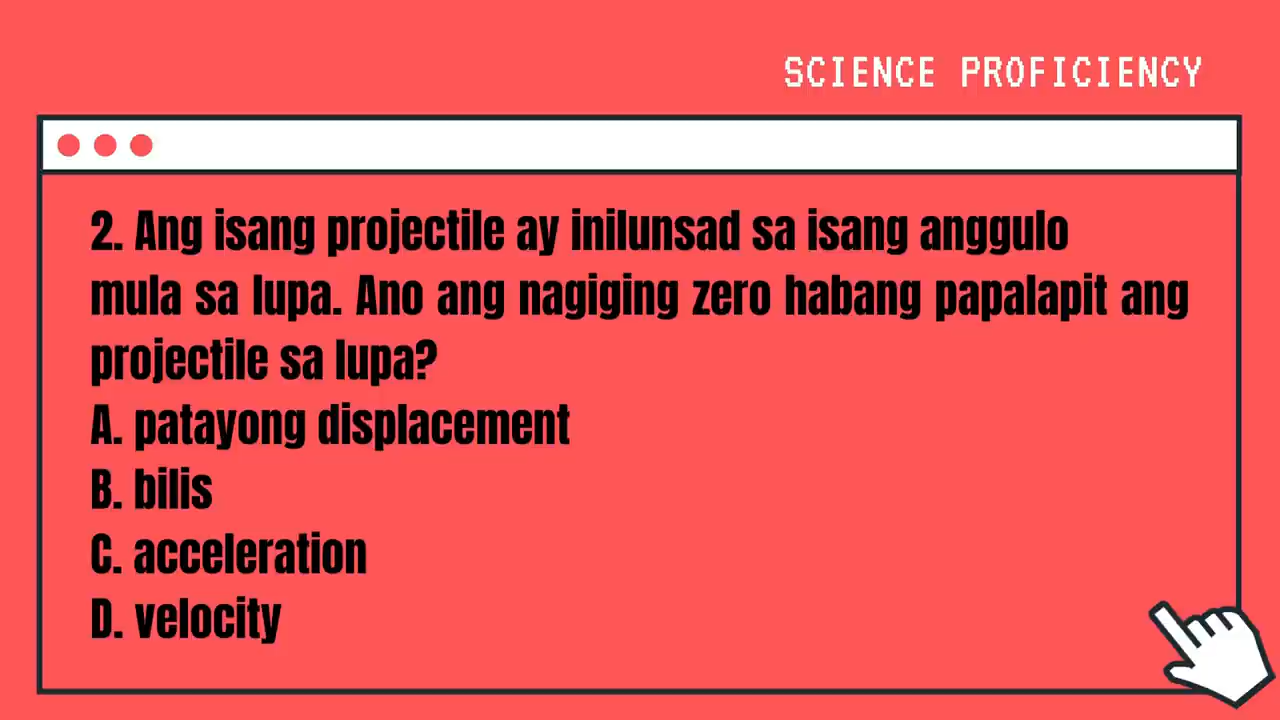 SCIENCE PROFICIENCY
2. Ang isang projectile ay inilunsad sa isang anggulo
mula sa lupa. Ano ang nagiging zero habang papalapit ang
projectile sa lupa?
A. patayong displacement
B. bilis
C. acceleration
D. velocity